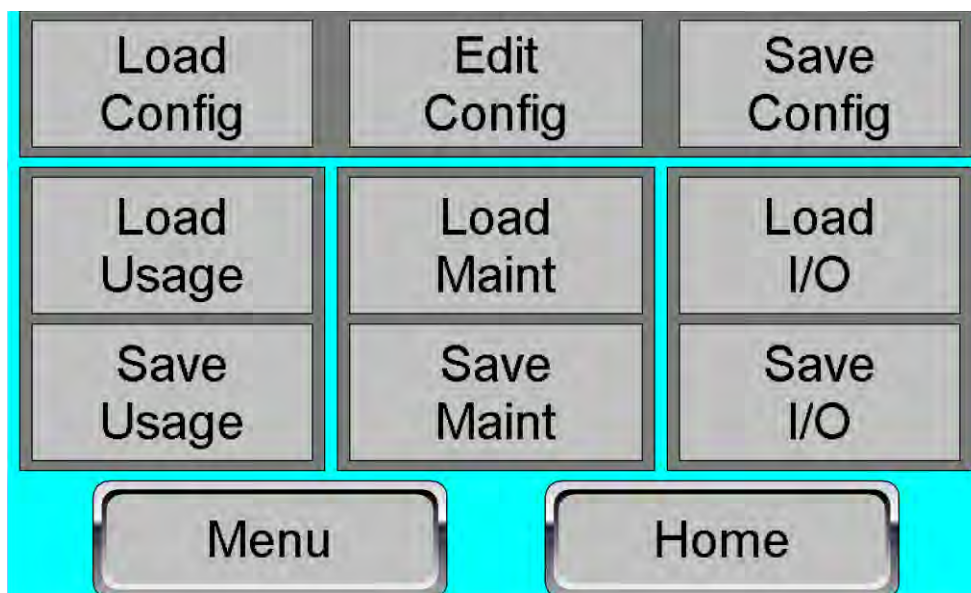 Load
Config
Edit
Config
Save
Config
Load
Usage
Load
Maint
Load
I/O
Save
Usage
Save
Maint
Save
I/O
Menu
Home